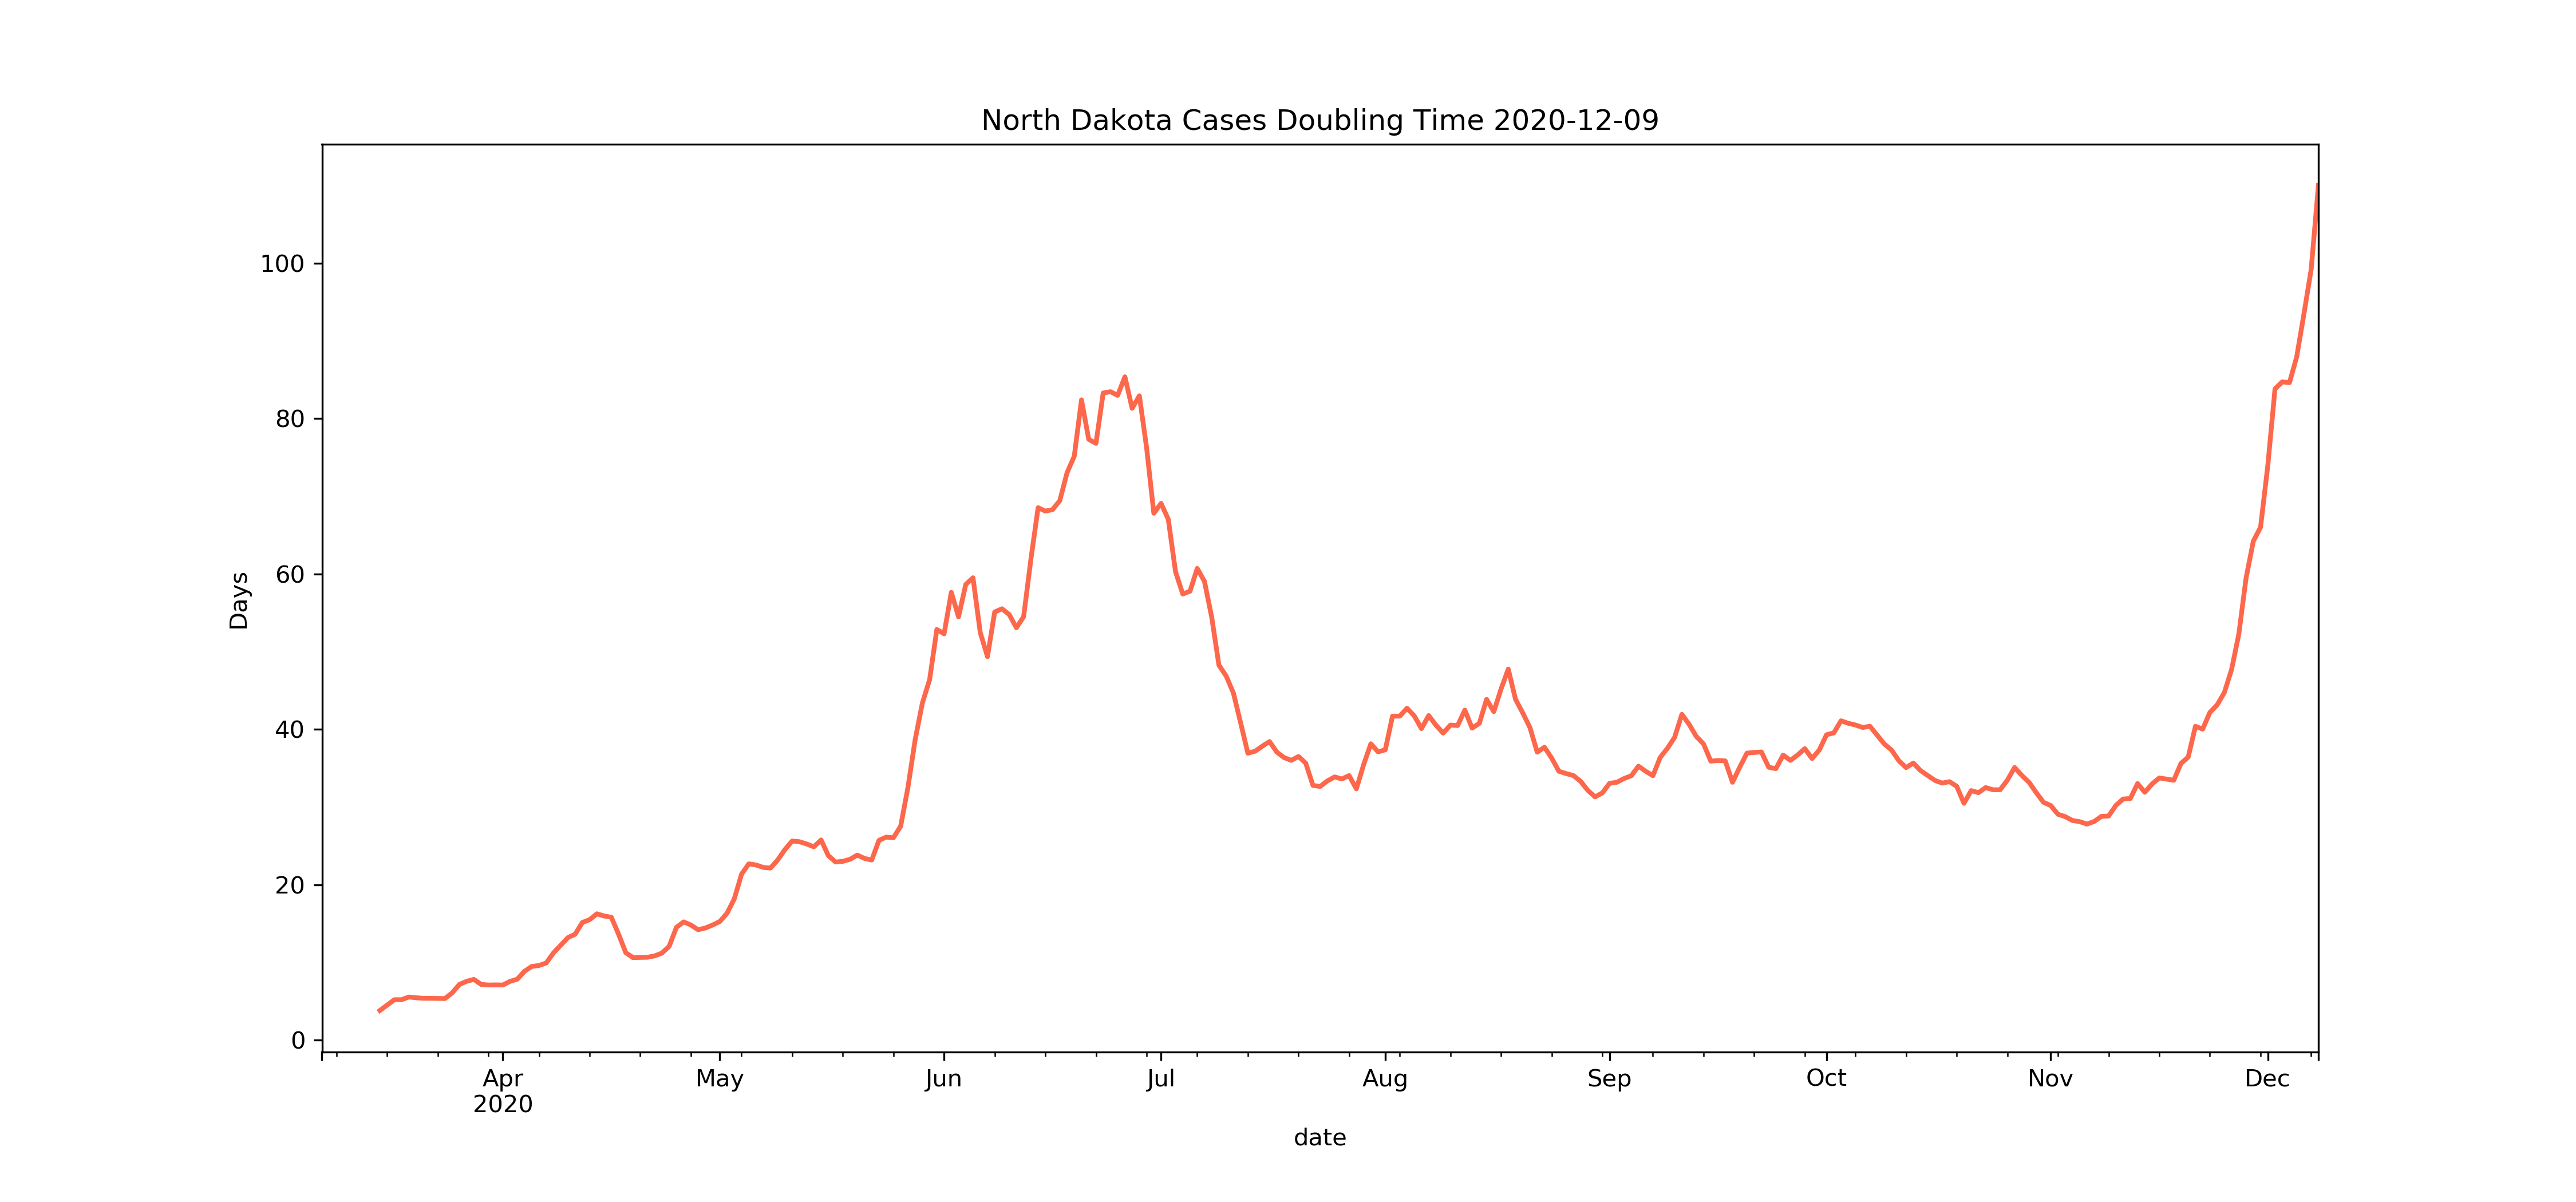 North Dakota Cases Doubling Time 2020-12-09
100
80
60
40
20
0
Days
Apr May Jun Jul Aug Sep Oct Nov Dec
2020
date